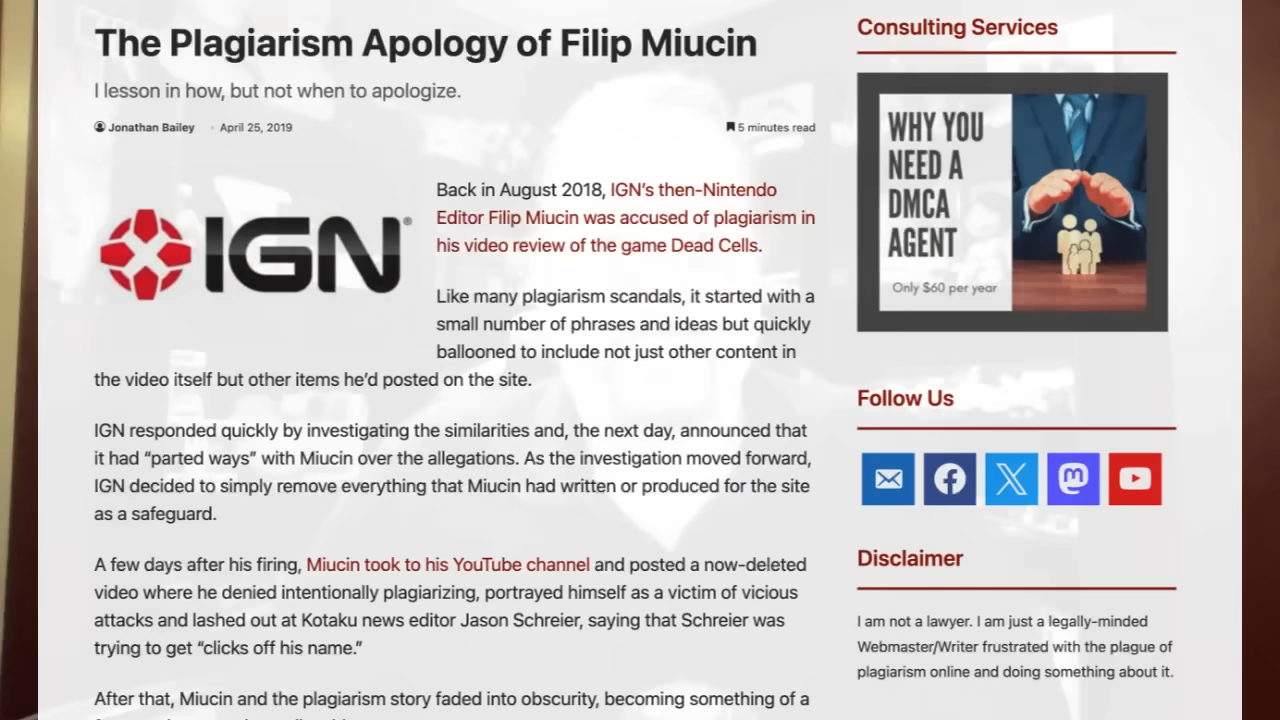 The Plagiarism Apology of Filip Miucin
I lesson in how, but not when to apologize.
Jonathan Bailey · April 25, 2019
5 minutes read
IGN®
Back in August 2018, IGN’s then-Nintendo
Editor Filip Miucin was accused of plagiarism in
his video review of the game Dead Cells.
Like many plagiarism scandals, it started with a
small number of phrases and ideas but quickly
ballooned to include not just other content in
the video itself but other items he’d posted on the site.
IGN responded quickly by investigating the similarities and, the next day, announced that
it had “parted ways” with Miucin over the allegations. As the investigation moved forward,
IGN decided to simply remove everything that Miucin had written or produced for the site
as a safeguard.
A few days after his firing, Miucin took to his YouTube channel and posted a now-deleted
video where he denied intentionally plagiarizing, portrayed himself as a victim of vicious
attacks and lashed out at Kotaku news editor Jason Schreier, saying that Schreier was
trying to get “clicks off his name.”
After that, Miucin and the plagiarism story faded into obscurity, becoming something of a
Consulting Services
WHY YOU
NEED A
DMCA
AGENT
Only $60 per year
Follow Us
Disclaimer
I am not a lawyer. I am just a legally-minded
Webmaster/Writer frustrated with the plague of
plagiarism online and doing something about it.